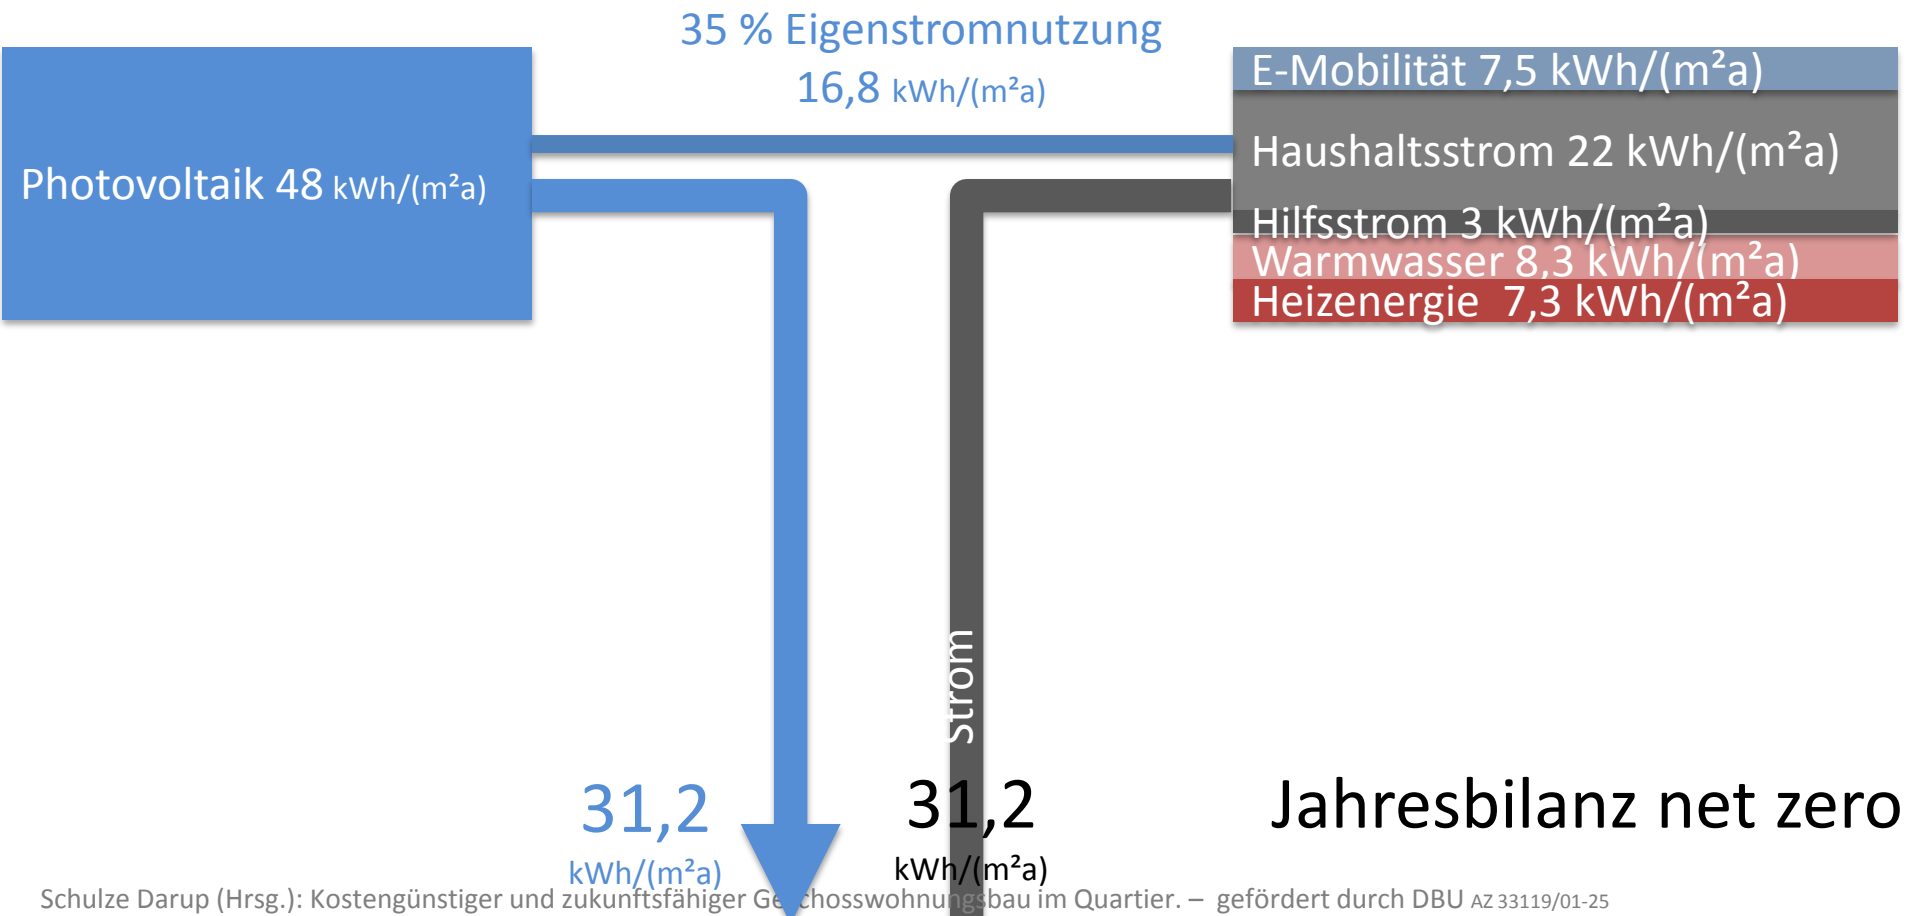 35 % Eigenstromnutzung
16,8 kWh/(m²a)
Photovoltaik 48 kWh/(m²a)
E-Mobilität 7,5 kWh/(m²a)
Haushaltsstrom 22 kWh/(m²a)
Hilfsstrom 3 kWh/(m²a)
Warmwasser 8,3 kWh/(m²a)
Heizenergie 7,3 kWh/(m²a)
Strom
31,2
kWh/(m²a)
31,2
kWh/(m²a)
Jahresbilanz net zero
Schulze Darup (Hrsg.): Kostengünstiger und zukunftsfähiger Geschosswohnungsbau im Quartier. – gefördert durch DBU AZ 33119/01-25